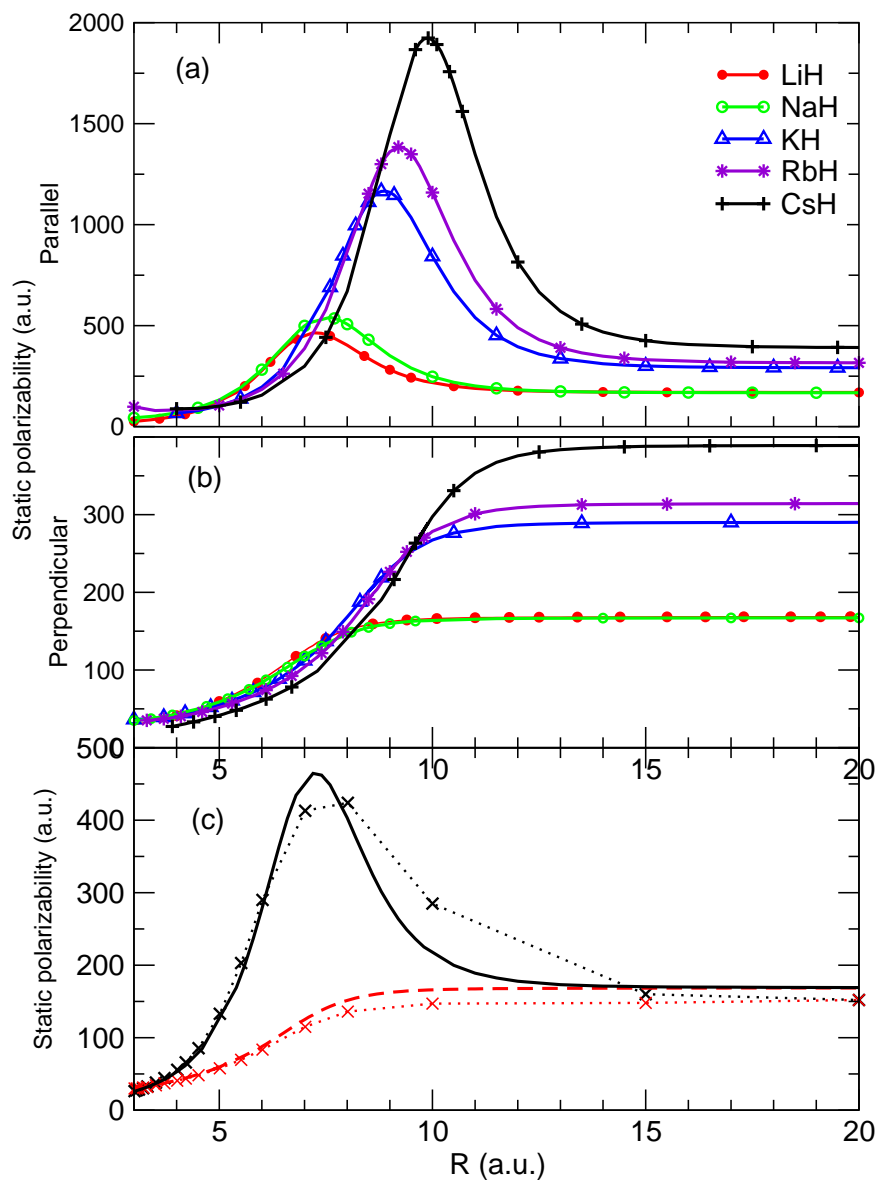 2000
1500
1000
500
0
Parallel
(a)
LiH
NaH
KH
RbH
CsH
Static polarizability (a.u.)
300
200
100
0
Perpendicular
(b)
5
10
15
20
500
400
300
200
100
0
Static polarizability (a.u.)
(c)
5
10
15
20
R (a.u.)